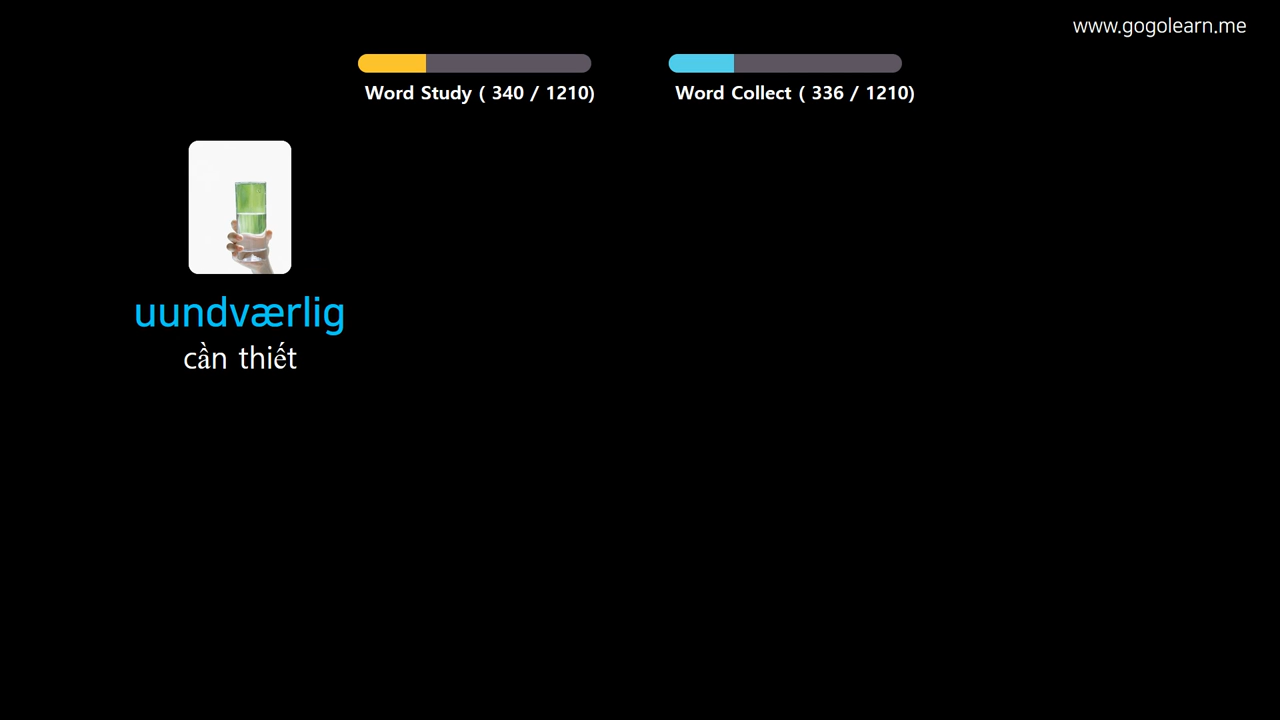 www.gogolearn.me
Word Study ( 340 / 1210)
Word Collect ( 336 / 1210)
uundværlig
cần thiết